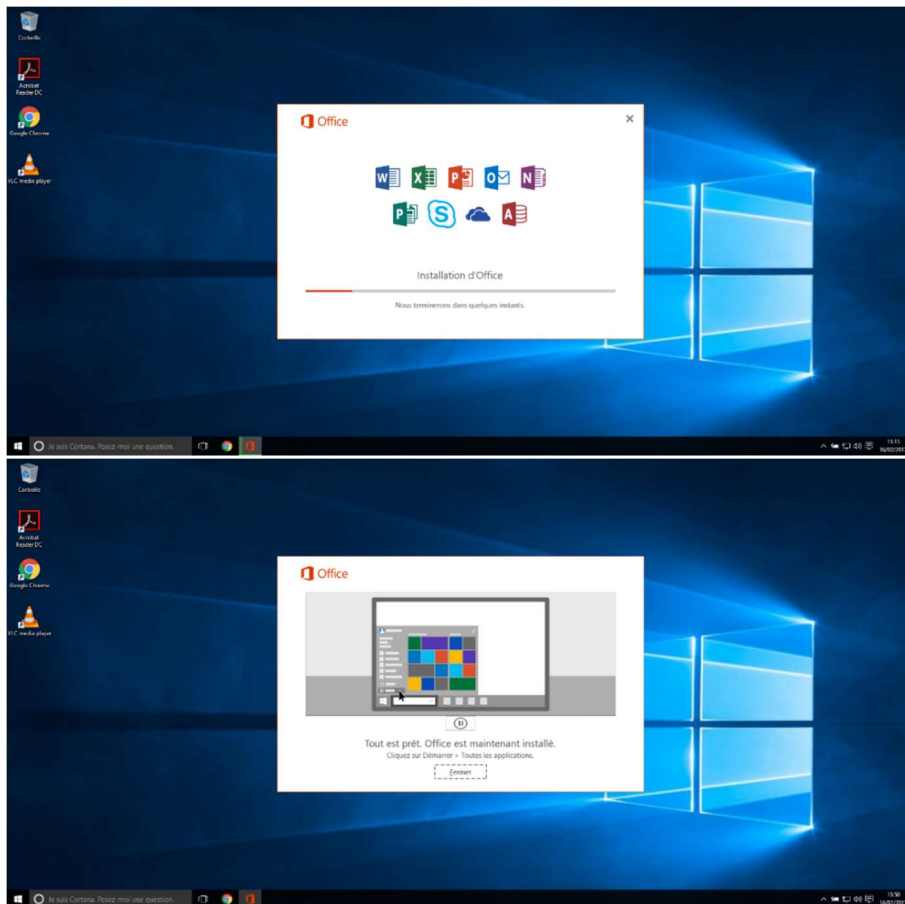 Corbeille
Acrobat
Reader DC
Google Chrome
VLC media player
Office
Installation d'Office
Nous terminerons dans quelques instants.
Je suis Cortana. Posez-moi une question.
Corbeille
Acrobat
Reader DC
Google Chrome
VLC media player
Office
Tout est prêt. Office est maintenant installé.
Cliquez sur Démarrer > Toutes les applications.
Fermer
Je suis Cortana. Posez-moi une question.